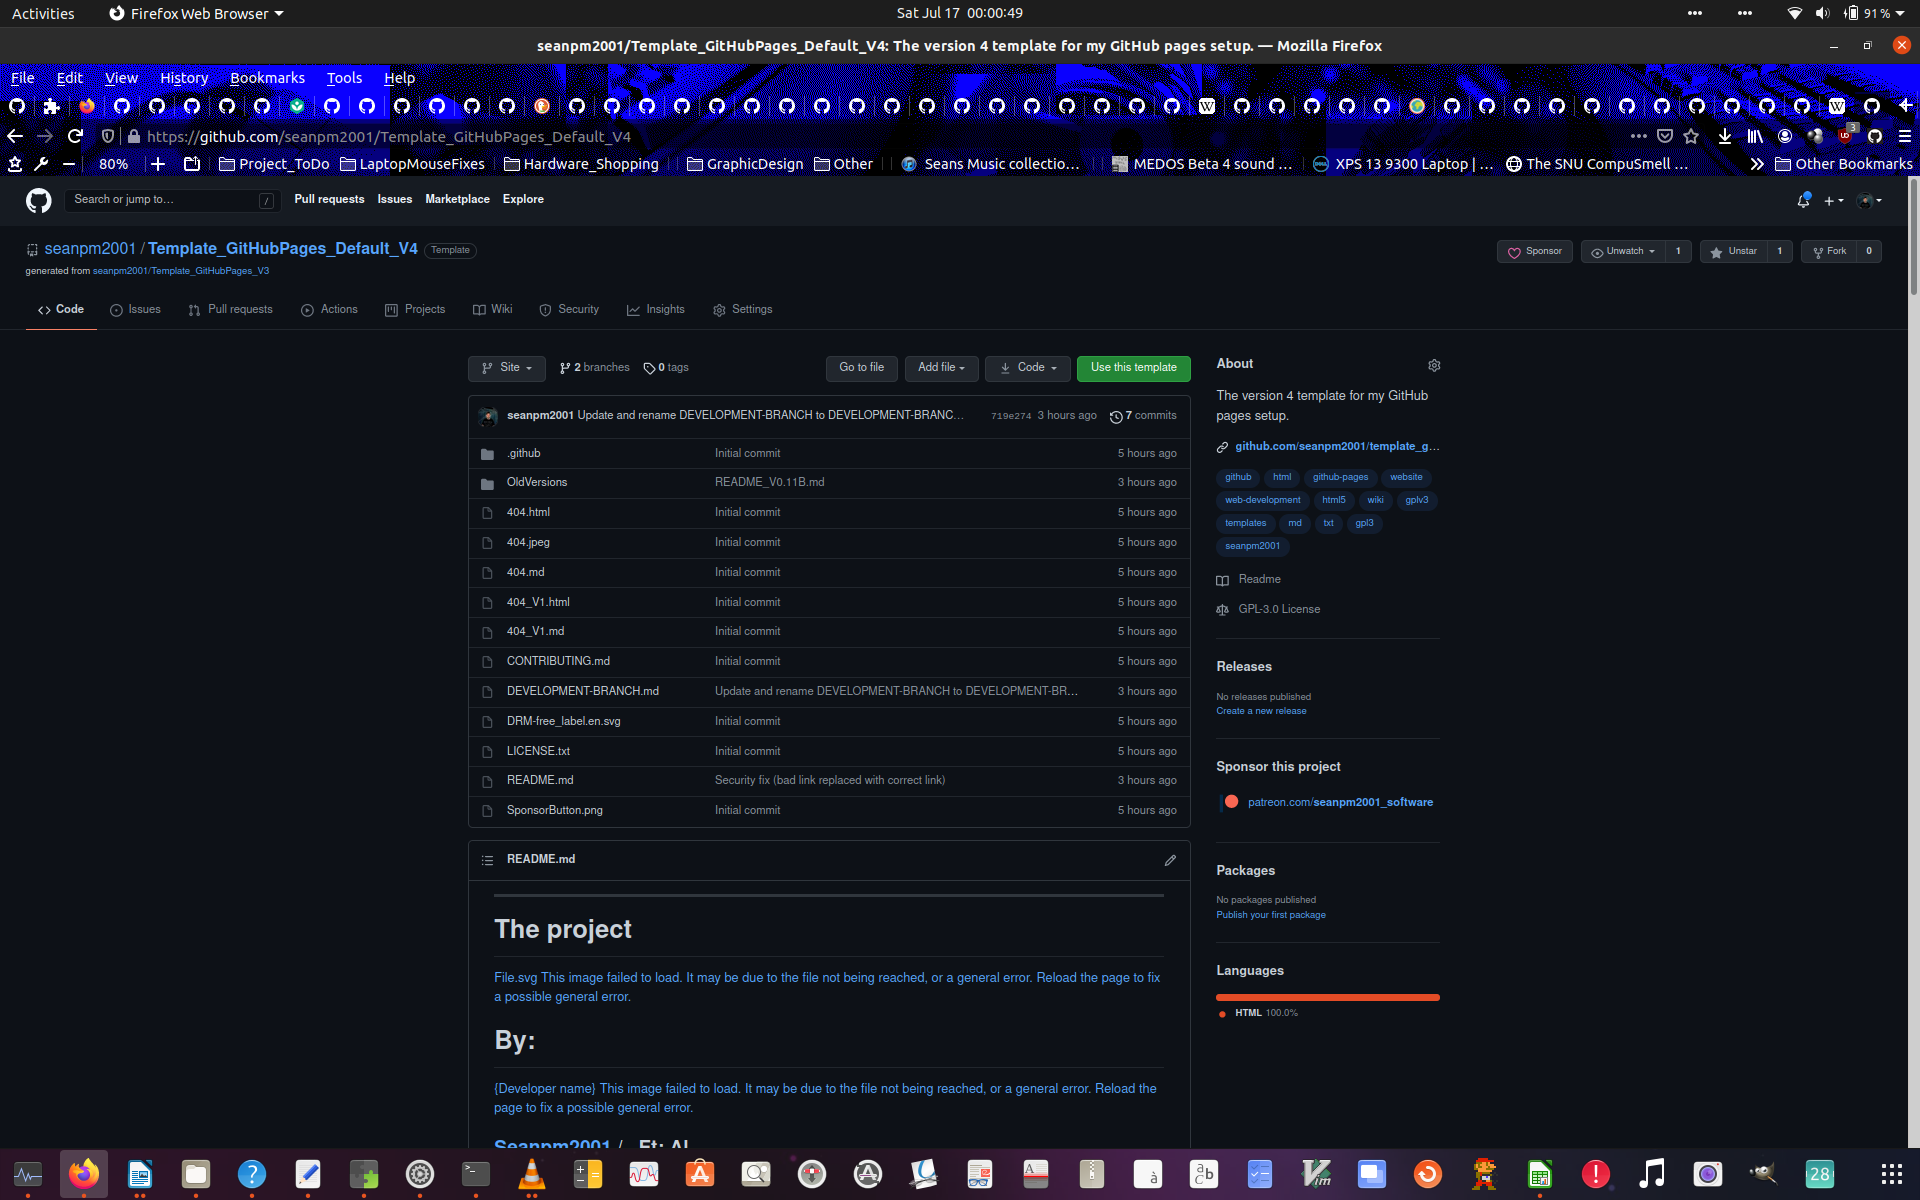 Activities Firefox Web Browser Sat Jul 17 00:00:49 91 %
seanpm2001/Template_GitHubPages_Default_V4: The version 4 template for my GitHub pages setup. — Mozilla Firefox
File Edit View History Bookmarks Tools Help
https://github.com/seanpm2001/Template_GitHubPages_Default_V4 3
80% Project_ToDo LaptopMouseFixes Hardware_Shopping GraphicDesign Other Seans Music collectio… MEDOS Beta 4 sound … XPS 13 9300 Laptop | … The SNU CompuSmell … Other Bookmarks
Search or jump to… / Pull requests Issues Marketplace Explore
seanpm2001 / Template_GitHubPages_Default_V4 Template Sponsor Unwatch 1 Unstar 1 Fork 0
generated from seanpm2001/Template_GitHubPages_V3
Code Issues Pull requests Actions Projects Wiki Security Insights Settings
Site 2 branches 0 tags Go to file Add file Code Use this template
seanpm2001 Update and rename DEVELOPMENT-BRANCH to DEVELOPMENT-BRANC… 719e274 3 hours ago 7 commits
.github Initial commit 5 hours ago
OldVersions README_V0.11B.md 3 hours ago
404.html Initial commit 5 hours ago
404.jpeg Initial commit 5 hours ago
404.md Initial commit 5 hours ago
404_V1.html Initial commit 5 hours ago
404_V1.md Initial commit 5 hours ago
CONTRIBUTING.md Initial commit 5 hours ago
DEVELOPMENT-BRANCH.md Update and rename DEVELOPMENT-BRANCH to DEVELOPMENT-BR… 3 hours ago
DRM-free_label.en.svg Initial commit 5 hours ago
LICENSE.txt Initial commit 5 hours ago
README.md Security fix (bad link replaced with correct link) 3 hours ago
SponsorButton.png Initial commit 5 hours ago
README.md
The project
File.svg This image failed to load. It may be due to the file not being reached, or a general error. Reload the page to fix
a possible general error.
By:
{Developer name} This image failed to load. It may be due to the file not being reached, or a general error. Reload the
page to fix a possible general error.
Seanpm2001 / , Et; Al
About
The version 4 template for my GitHub
pages setup.
github.com/seanpm2001/template_g…
github html github-pages website
web-development html5 wiki gplv3
templates md txt gpl3
seanpm2001
Readme
GPL-3.0 License
Releases
No releases published
Create a new release
Sponsor this project
patreon.com/seanpm2001_software
Packages
No packages published
Publish your first package
Languages
HTML 100.0%
28